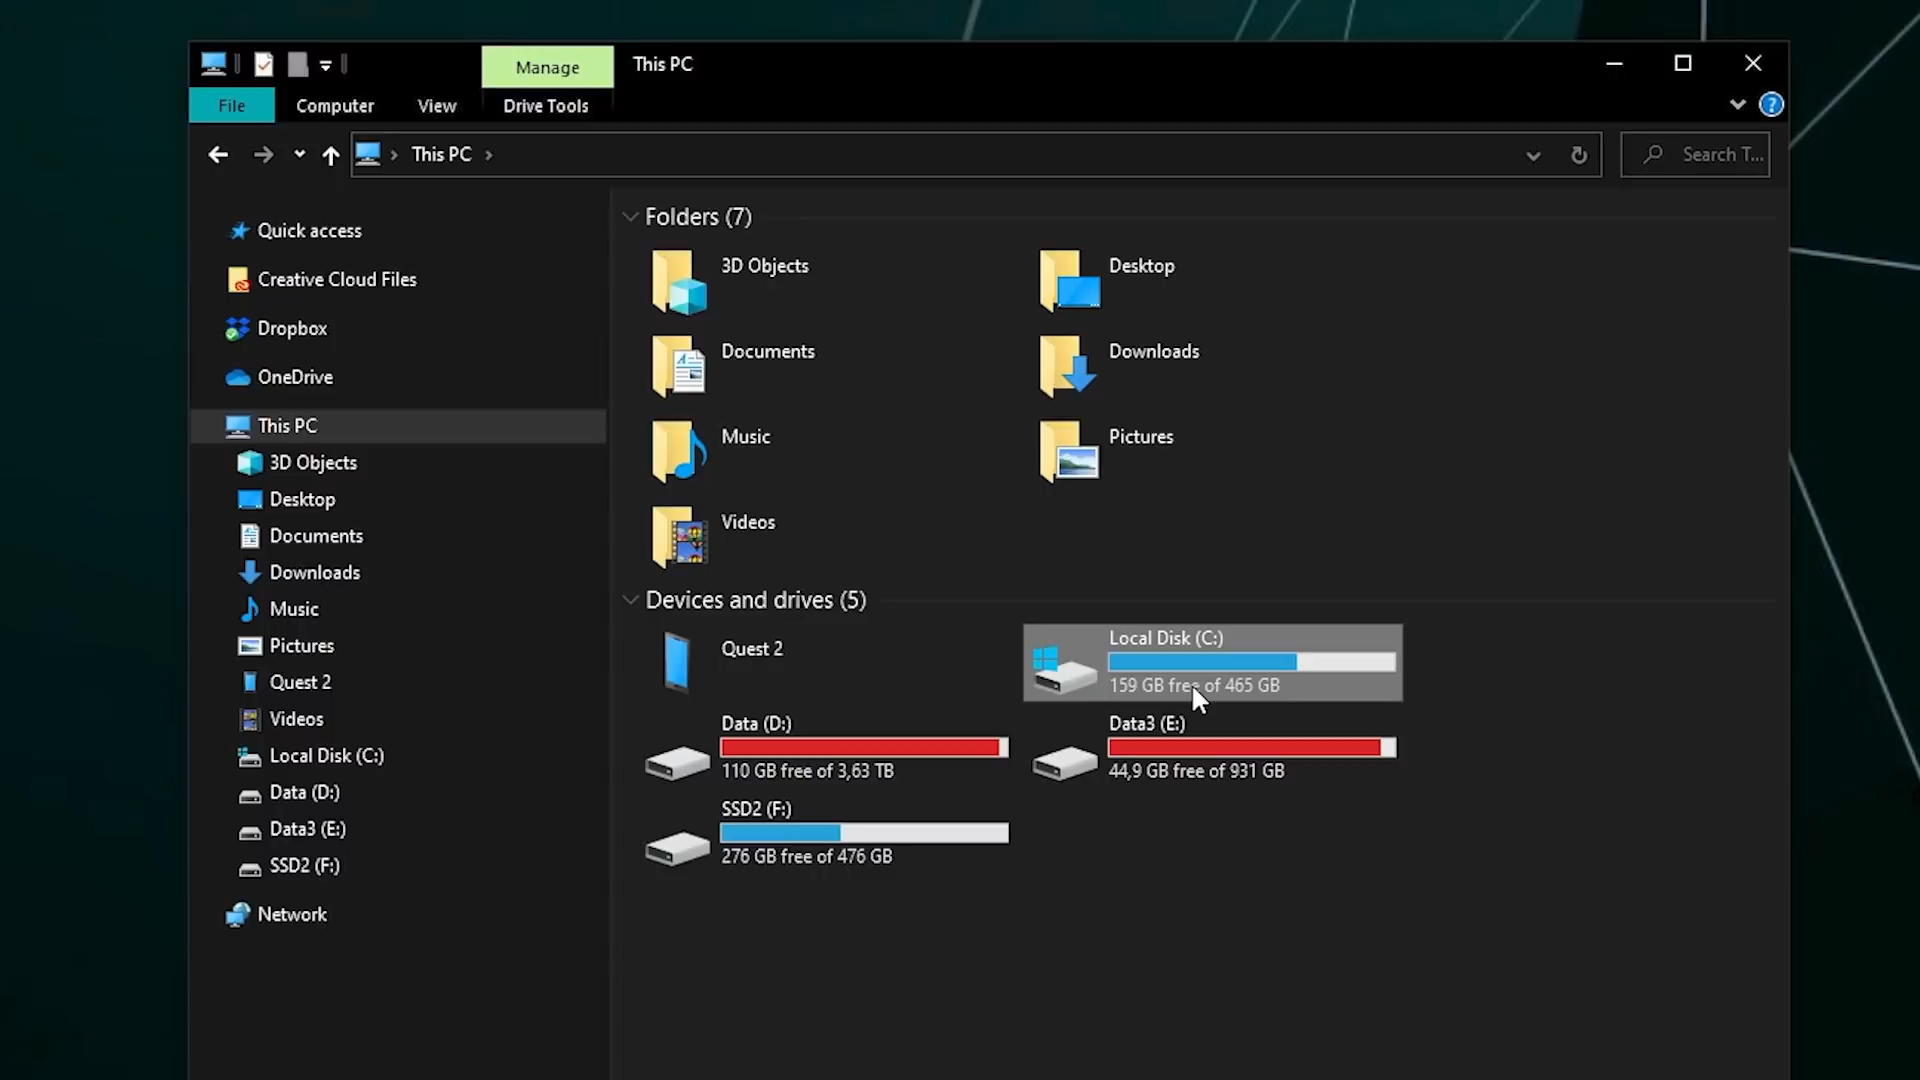 Manage
This PC
File
Computer
View
Drive Tools
?
This PC
Search T...
Quick access
Creative Cloud Files
Dropbox
OneDrive
This PC
3D Objects
Desktop
Documents
Downloads
Music
Pictures
Quest 2
Videos
Local Disk (C:)
Data (D:)
Data3 (E:)
SSD2 (F:)
Network
Folders (7)
3D Objects
Desktop
Documents
Downloads
Music
Pictures
Videos
Devices and drives (5)
Quest 2
Local Disk (C:)
159 GB free of 465 GB
Data (D:)
110 GB free of 3,63 TB
Data3 (E:)
44,9 GB free of 931 GB
SSD2 (F:)
276 GB free of 476 GB